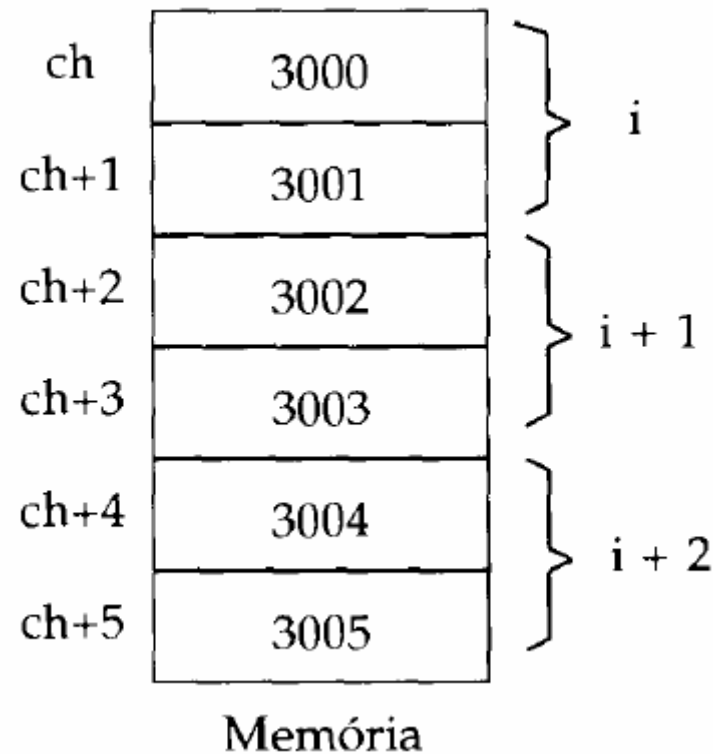 ch 3000
i
ch+1 3001
ch+2 3002
i + 1
ch+3 3003
ch+4 3004
i + 2
ch+5 3005
Memória